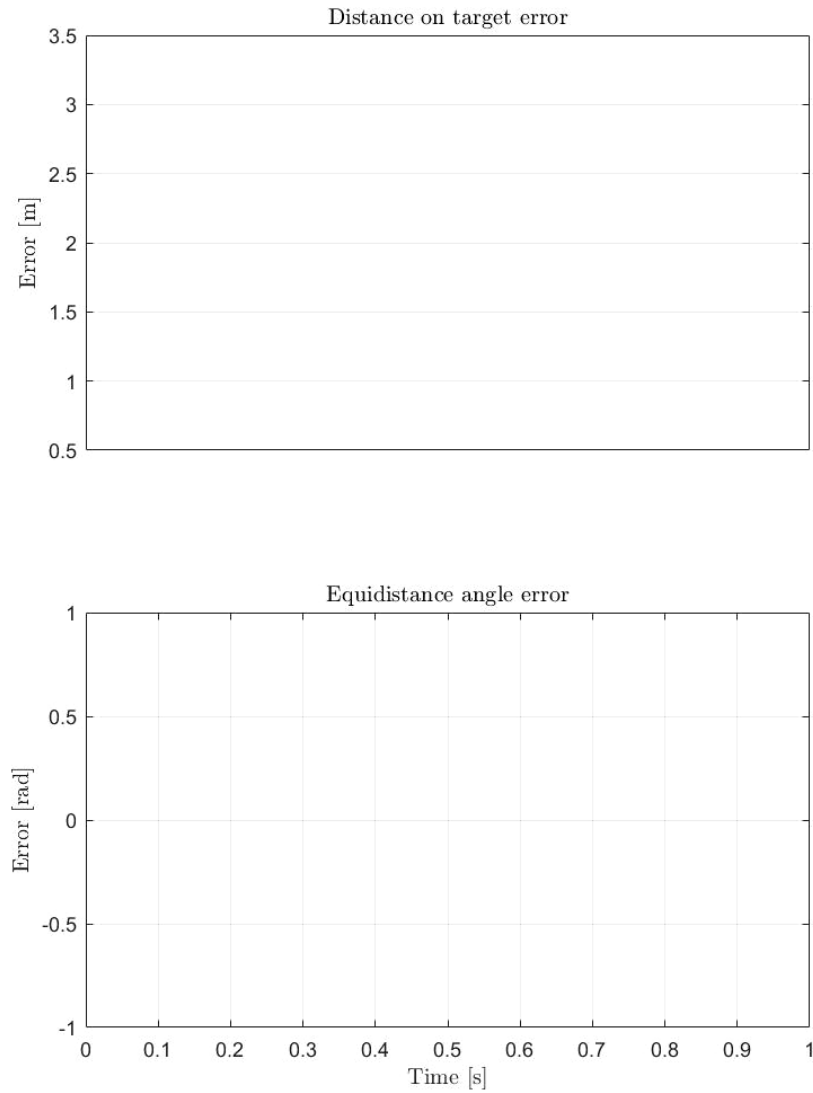 Distance on target error
3.5
3
2.5
2
1.5
1
0.5
Error [m]
Equidistance angle error
1
0.5
0
-0.5
-1
Error [rad]
0 0.1 0.2 0.3 0.4 0.5 0.6 0.7 0.8 0.9 1
Time [s]